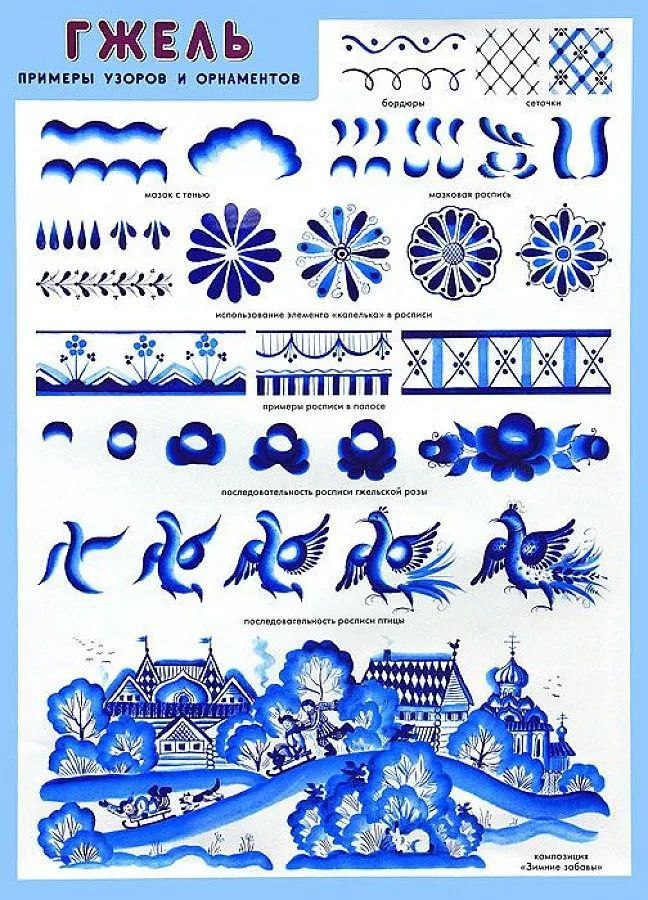 ГЖЕЛЬ
ПРИМЕРЫ УЗОРОВ И ОРНАМЕНТОВ
бордюры
сеточки
мазок с тенью
мазковая роспись
использование элемента «капелька» в росписи
примеры росписи в полосе
последовательность росписи гжельской розы
последовательность росписи птицы
композиция
«Зимние забавы»